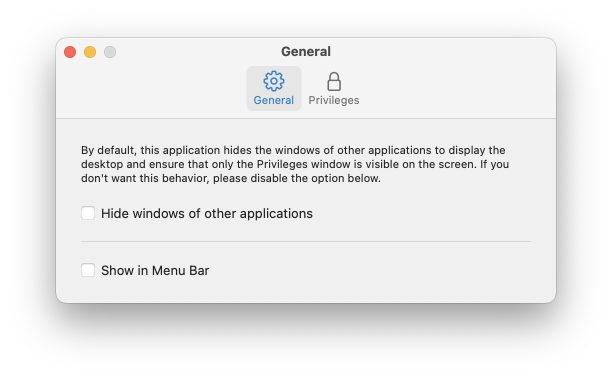 General
General Privileges
By default, this application hides the windows of other applications to display the
desktop and ensure that only the Privileges window is visible on the screen. If you
don't want this behavior, please disable the option below.
Hide windows of other applications
Show in Menu Bar